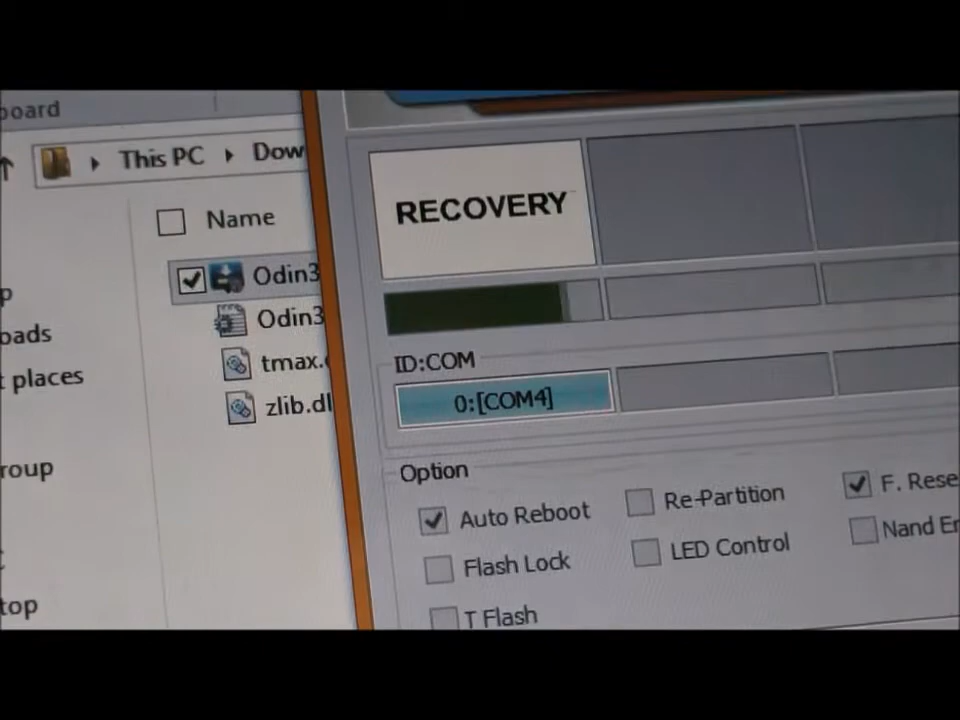 board
This PC
Dow
Name
Odin3
Odin3
tmax.
zlib.dl
p
oads
t places
roup
top
RECOVERY
ID:COM
0:[COM4]
Option
Auto Reboot
Re-Partition
F. Rese
Flash Lock
LED Control
Nand Er
T Flash